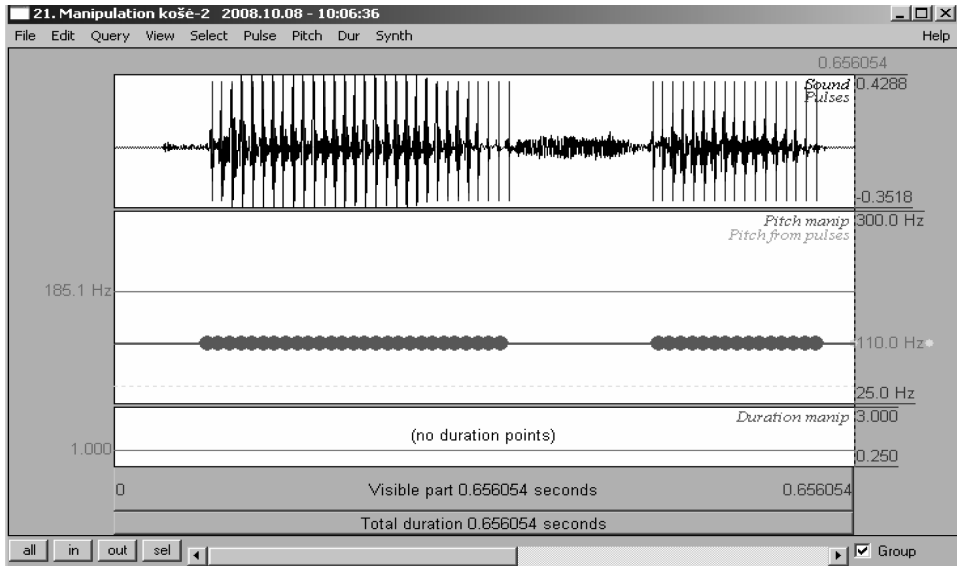 21. Manipulation košė-2 2008.10.08 - 10:06:36
File Edit Query View Select Pulse Pitch Dur Synth Help
0.656054
Sound 0.4288
Pulses
-0.3518
Pitch manip 300.0 Hz
Pitch from pulses
185.1 Hz
110.0 Hz
25.0 Hz
Duration manip 3.000
(no duration points)
1.000
0.250
0 Visible part 0.656054 seconds 0.656054
Total duration 0.656054 seconds
all in out sel Group